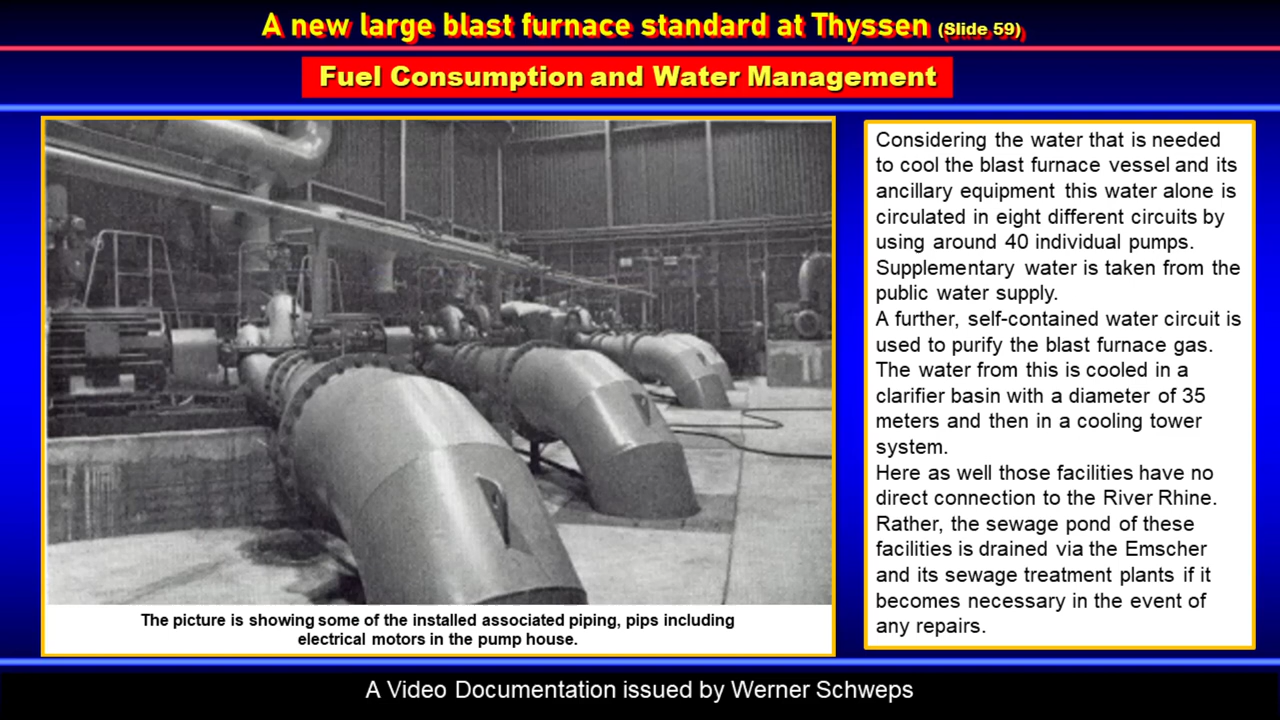 A new large blast furnace standard at Thyssen (Slide 59)
Fuel Consumption and Water Management
Considering the water that is needed
to cool the blast furnace vessel and its
ancillary equipment this water alone is
circulated in eight different circuits by
using around 40 individual pumps.
Supplementary water is taken from the
public water supply.
A further, self-contained water circuit is
used to purify the blast furnace gas.
The water from this is cooled in a
clarifier basin with a diameter of 35
meters and then in a cooling tower
system.
Here as well those facilities have no
direct connection to the River Rhine.
Rather, the sewage pond of these
facilities is drained via the Emscher
and its sewage treatment plants if it
becomes necessary in the event of
any repairs.
The picture is showing some of the installed associated piping, pips including
electrical motors in the pump house.
A Video Documentation issued by Werner Schweps